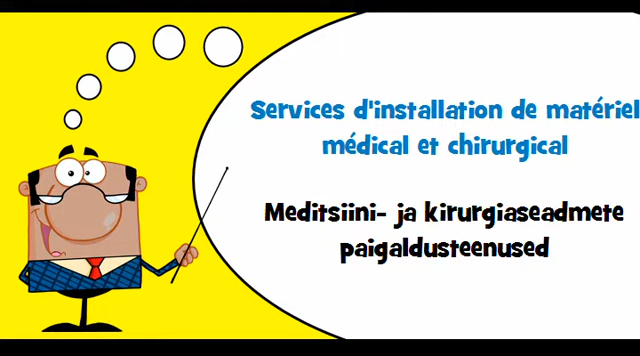 Services d'installation de matériel
médical et chirurgical
Meditsiini- ja kirurgiaseadmete
paigaldusteenused